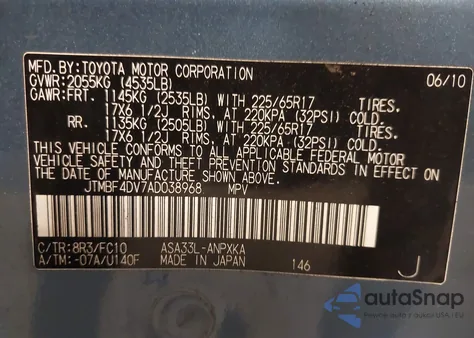 MFD.BY: TOYOTA MOTOR CORPORATION 06/10
GVWR: 2055KG (4535LB)
GAWR: FRT. 1145KG (2535LB) WITH 225/65R17 TIRES.
17X6 1/2J RIMS, AT 220KPA (32PSI) COLD.
RR. 1135KG (2505LB) WITH 225/65R17 TIRES.
17X6 1/2J RIMS, AT 220KPA (32PSI) COLD.
THIS VEHICLE CONFORMS TO ALL APPLICABLE FEDERAL MOTOR
VEHICLE SAFETY STANDARDS IN EFFECT ON
THE DATE OF MANUFACTURE SHOWN ABOVE.
JTMBF4DV7AD038968 MPV
C/TR: 8R3/FC10 ASA33L-ANPXKA
A/TM: -07A/U140F MADE IN JAPAN 146 J
autoSnap